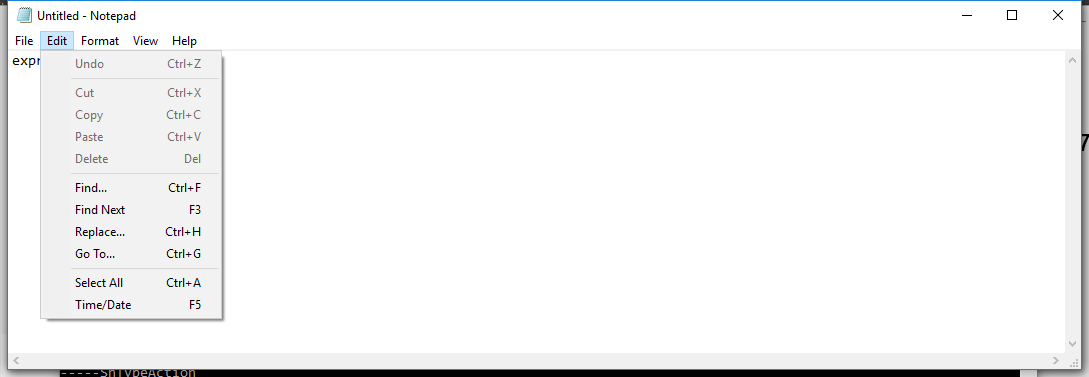 Untitled - Notepad
File Edit Format View Help
expr
Undo Ctrl+Z
Cut Ctrl+X
Copy Ctrl+C
Paste Ctrl+V
Delete Del
Find... Ctrl+F
Find Next F3
Replace... Ctrl+H
Go To... Ctrl+G
Select All Ctrl+A
Time/Date F5
7
-----ShTypeAction